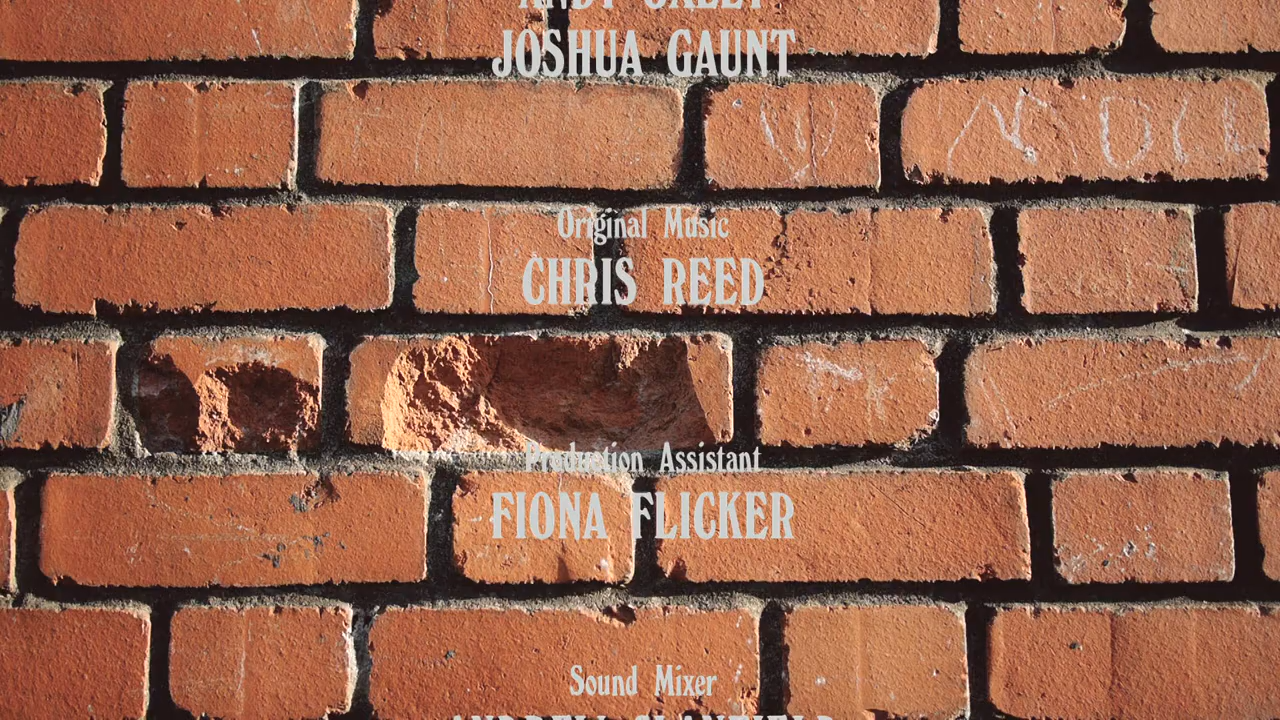 JOSHUA GAUNT
Original Music
CHRIS REED
Production Assistant
FIONA FLICKER
Sound Mixer